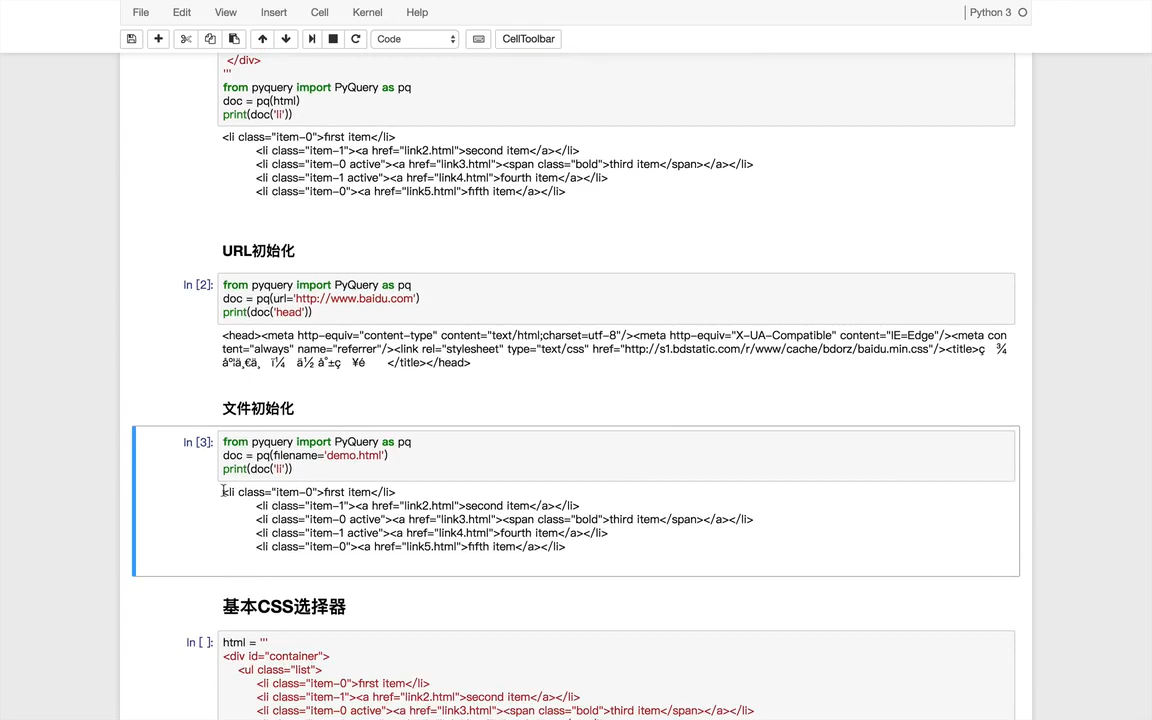 File Edit View Insert Cell Kernel Help Python 3
Code CellToolbar
</div>
'''
from pyquery import PyQuery as pq
doc = pq(html)
print(doc('li'))
<li class="item-0">first item</li>
<li class="item-1"><a href="link2.html">second item</a></li>
<li class="item-0 active"><a href="link3.html"><span class="bold">third item</span></a></li>
<li class="item-1 active"><a href="link4.html">fourth item</a></li>
<li class="item-0"><a href="link5.html">fifth item</a></li>
URL初始化
In [2]: from pyquery import PyQuery as pq
doc = pq(url='http://www.baidu.com')
print(doc('head'))
<head><meta http-equiv="content-type" content="text/html;charset=utf-8"/><meta http-equiv="X-UA-Compatible" content="IE=Edge"/><meta con
tent="always" name="referrer"/><link rel="stylesheet" type="text/css" href="http://s1.bdstatic.com/r/www/cache/bdorz/baidu.min.css"/><title>ç ¾
</title></head>
文件初始化
In [3]: from pyquery import PyQuery as pq
doc = pq(filename='demo.html')
print(doc('li'))
<li class="item-0">first item</li>
<li class="item-1"><a href="link2.html">second item</a></li>
<li class="item-0 active"><a href="link3.html"><span class="bold">third item</span></a></li>
<li class="item-1 active"><a href="link4.html">fourth item</a></li>
<li class="item-0"><a href="link5.html">fifth item</a></li>
基本CSS选择器
In [ ]: html = '''
<div id="container">
<ul class="list">
<li class="item-0">first item</li>
<li class="item-1"><a href="link2.html">second item</a></li>
<li class="item-0 active"><a href="link3.html"><span class="bold">third item</span></a></li>